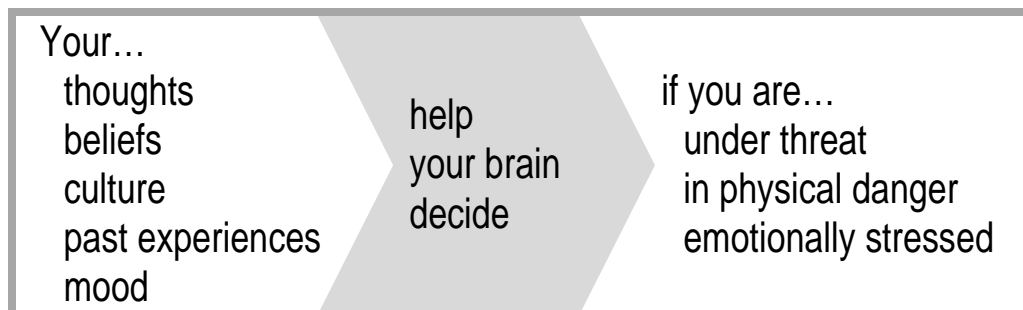 Your…
thoughts
beliefs
culture
past experiences
mood
help
your brain
decide
if you are…
under threat
in physical danger
emotionally stressed